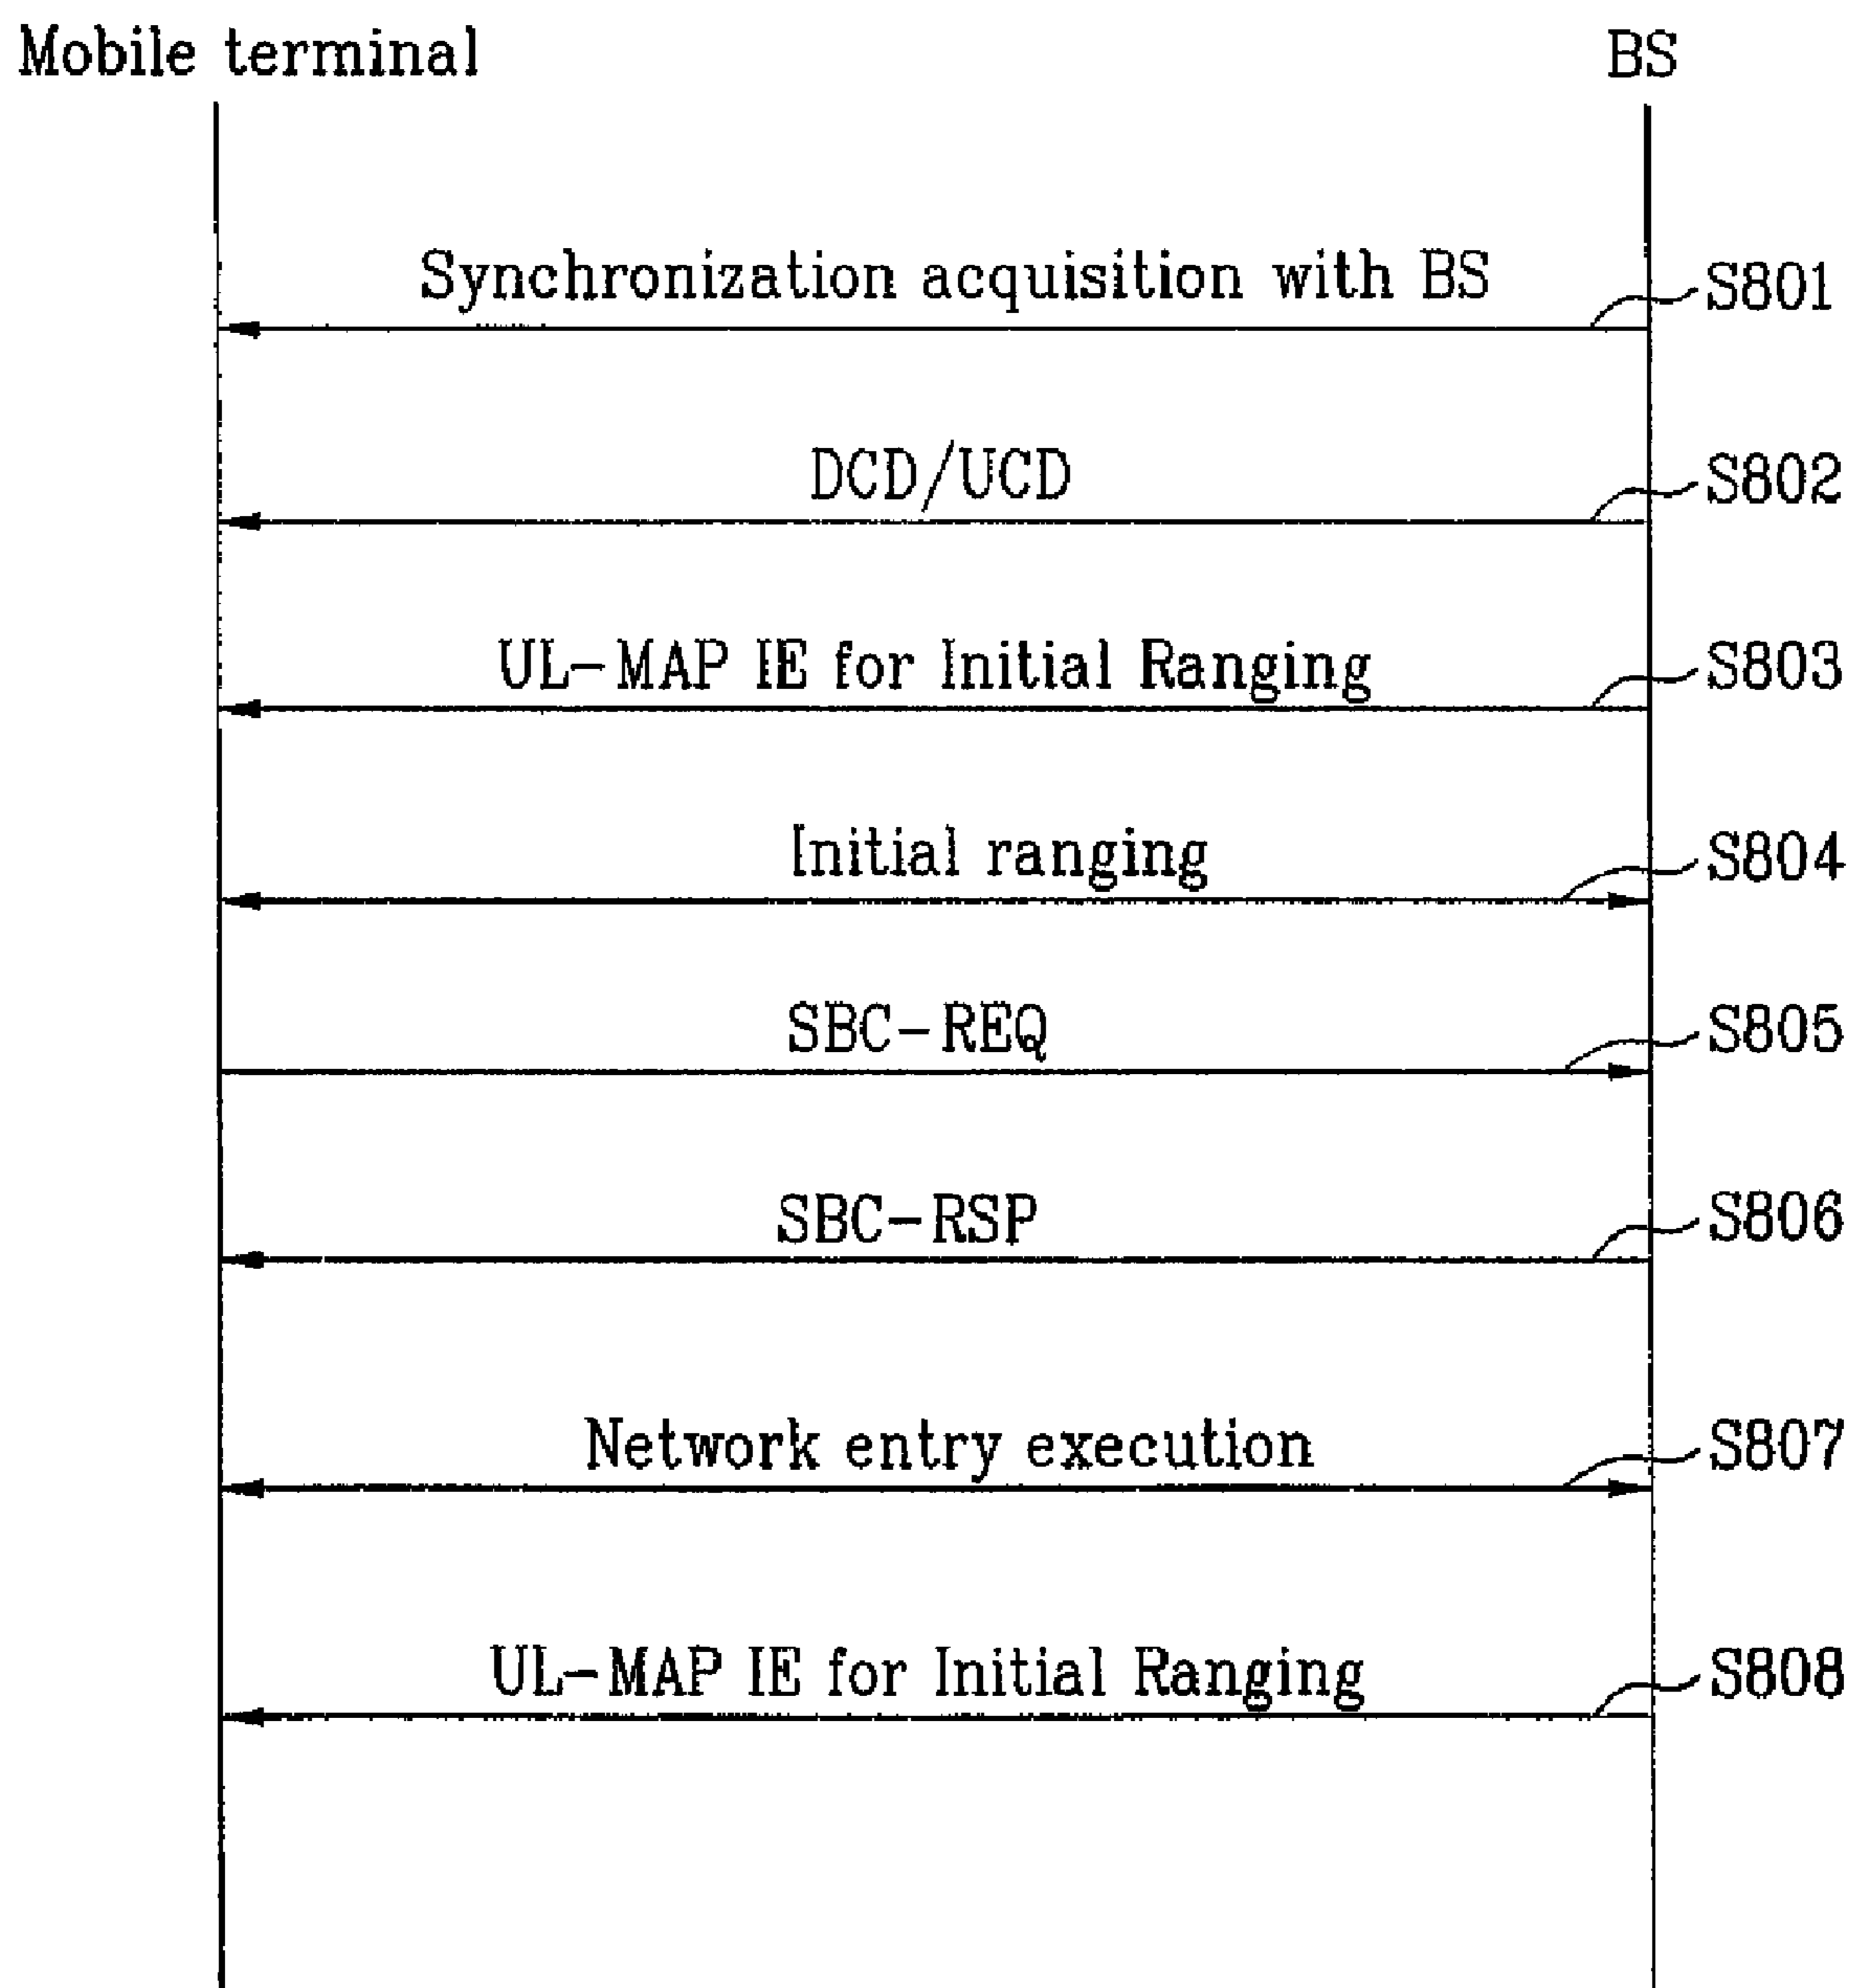 Mobile terminal BS
Synchronization acquisition with BS S801
DCD/UCD S802
UL-MAP IE for Initial Ranging S803
Initial ranging S804
SBC-REQ S805
SBC-RSP S806
Network entry execution S807
UL-MAP IE for Initial Ranging S808